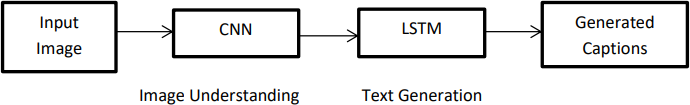 Input
Image
CNN
LSTM
Generated
Captions
Image Understanding
Text Generation